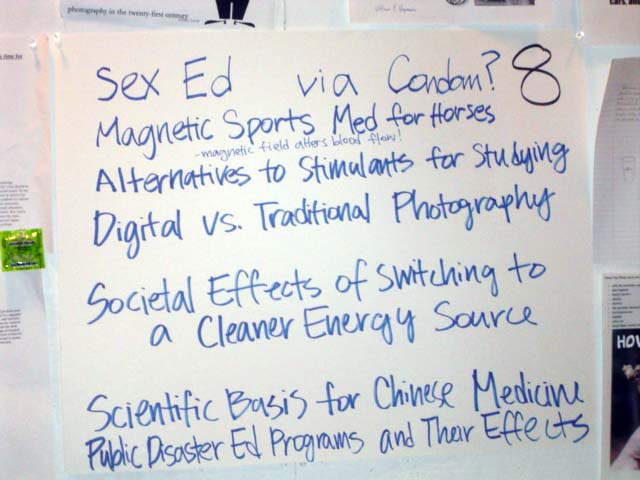 photography in the twenty-first century
Sex Ed via Condom? 8
Magnetic Sports Med for Horses
-magnetic field alters blood flow!
Alternatives to Stimulants for Studying
Digital vs. Traditional Photography
Societal Effects of Switching to
a Cleaner Energy Source
Scientific Basis for Chinese Medicine
Public Disaster Ed Programs and Their Effects
HOW